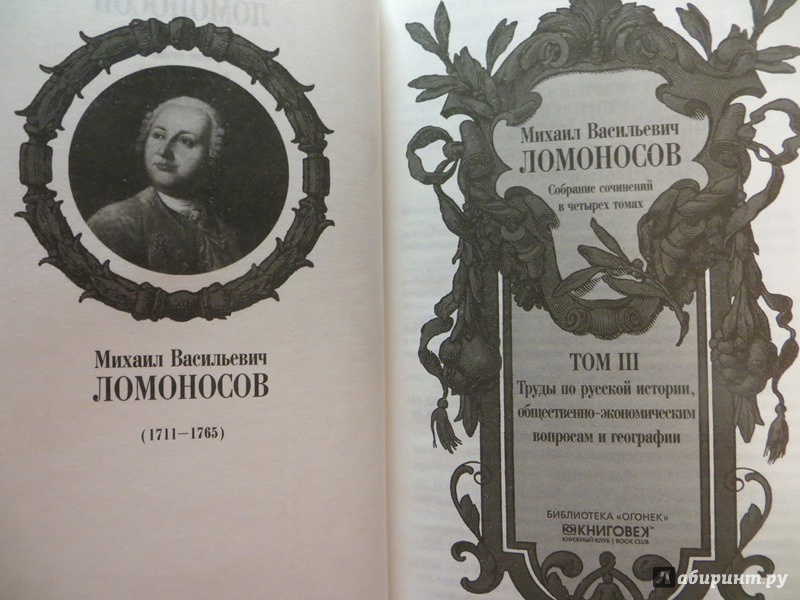 Михаил Васильевич
ЛОМОНОСОВ
(1711—1765)
Михаил Васильевич
ЛОМОНОСОВ
Собрание сочинений
в четырех томах
ТОМ III
Труды по русской истории,
общественно-экономическим
вопросам и географии
БИБЛИОТЕКА «ОГОНЕК»
КНИГОВЕК
КНИЖНЫЙ КЛУБ | BOOK CLUB
Лабиринт.ру